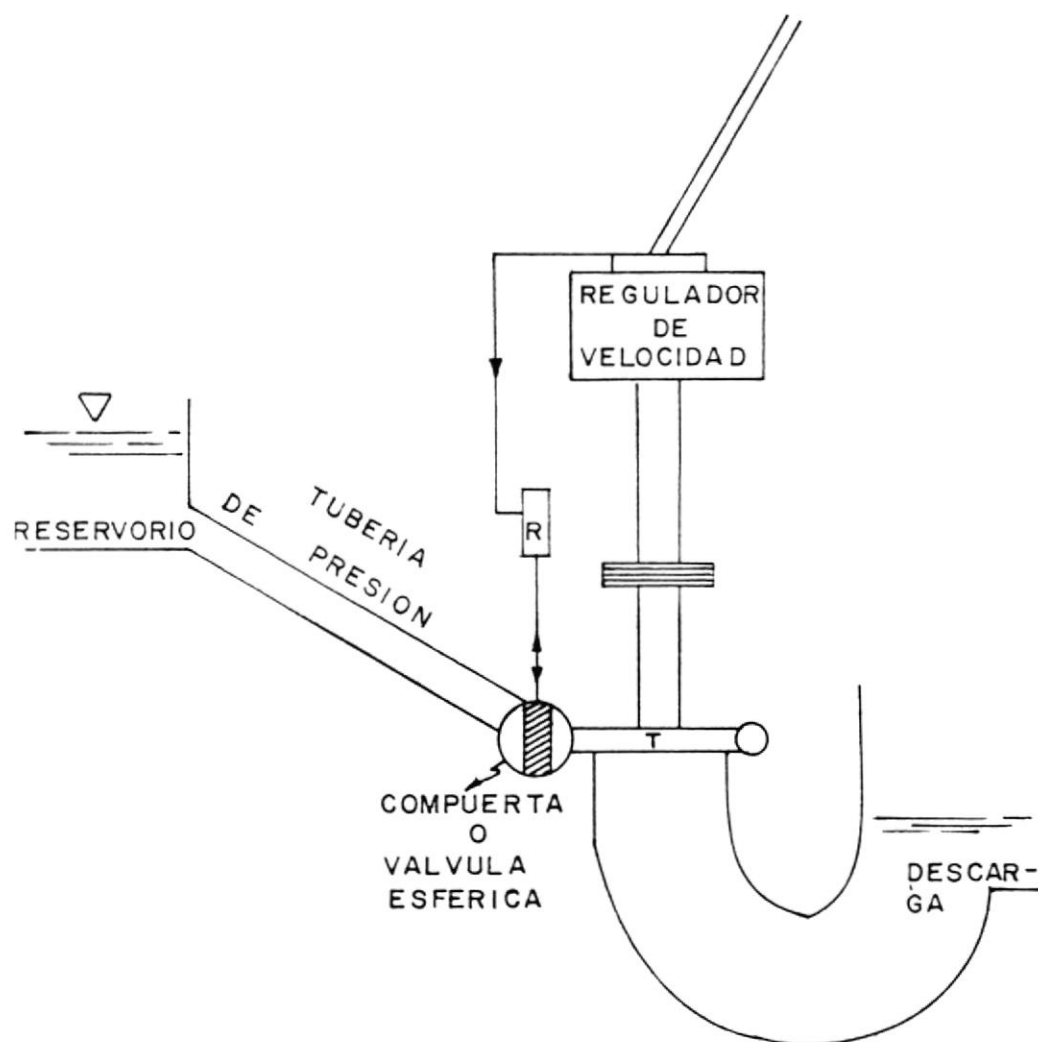 REGULADOR
DE
VELOCIDAD
TUBERIA
DE PRESION
RESERVORIO
R
T
COMPUERTA
O
VALVULA
ESFERICA
DESCAR-
GA